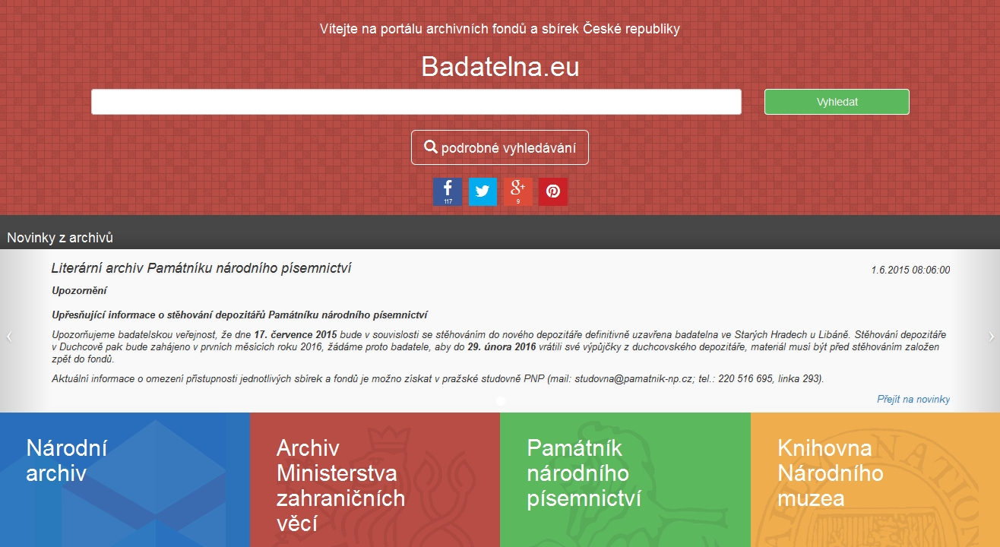 Vítejte na portálu archivních fondů a sbírek České republiky
Badatelna.eu
Vyhledat
podrobné vyhledávání
117
g+
9
Novinky z archivů
Literární archiv Památníku národního písemnictví
1.6.2015 08:06:00
Upozornění
Upřesňující informace o stěhování depozitářů Památníku národního písemnictví
Upozorňujeme badatelskou veřejnost, že dne 17. července 2015 bude v souvislosti se stěhováním do nového depozitáře definitivně uzavřena badatelna ve Starých Hradech u Libáně. Stěhování depozitáře
v Duchcově pak bude zahájeno v prvních měsících roku 2016, žádáme proto badatele, aby do 29. února 2016 vrátili své výpůjčky z duchcovského depozitáře, materiál musí být před stěhováním založen
zpět do fondů.
Aktuální informace o omezení přístupnosti jednotlivých sbírek a fondů je možno získat v pražské studovně PNP (mail: studovna@pamatnik-np.cz; tel.: 220 516 695, linka 293).
Přejít na novinky
Národní
archiv
Archiv
Ministerstva
zahraničních
věcí
Památník
národního
písemnictví
Knihovna
Národního
muzea